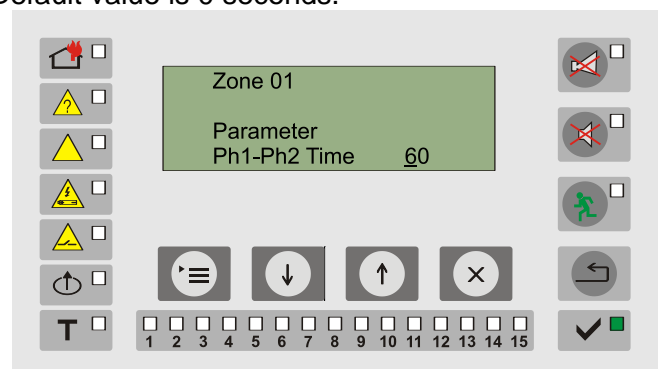 Default value is 0 seconds.
Zone 01
Parameter
Ph1-Ph2 Time 60
?
T
1 2 3 4 5 6 7 8 9 10 11 12 13 14 15